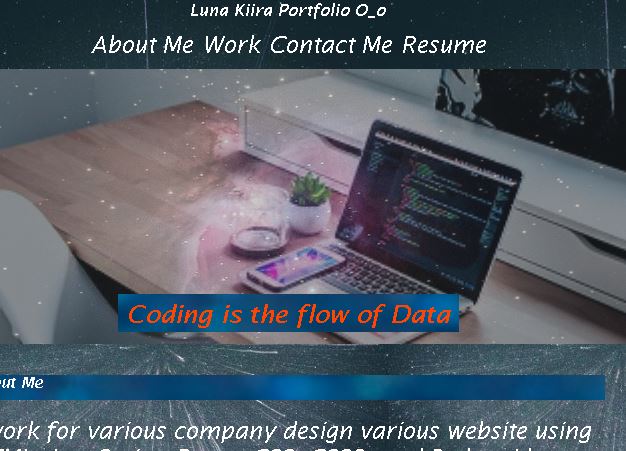 Luna Kiira Portfolio O_o
About Me Work Contact Me Resume
Coding is the flow of Data
out Me
work for various company design various website using